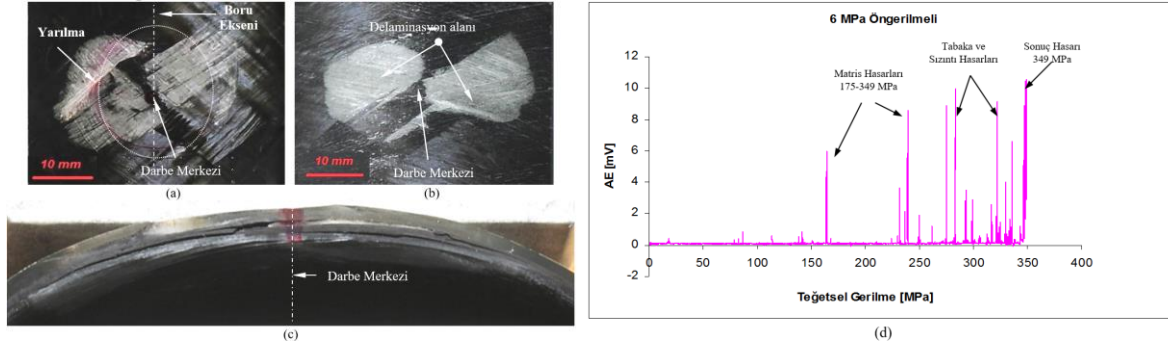 Boru
Ekseni
Yarılma
10 mm
Darbe Merkezi
(a)
Delaminasyon alanı
10 mm
Darbe Merkezi
(b)
Darbe Merkezi
(c)
6 MPa Öngerilmeli
AE [mV]
12
10
8
6
4
2
0
-2
Matris Hasarları
175-349 MPa
Tabaka ve
Sızıntı Hasarları
Sonuç Hasarı
349 MPa
0
50
100
150
200
250
300
350
400
Teğetsel Gerilme [MPa]
(d)